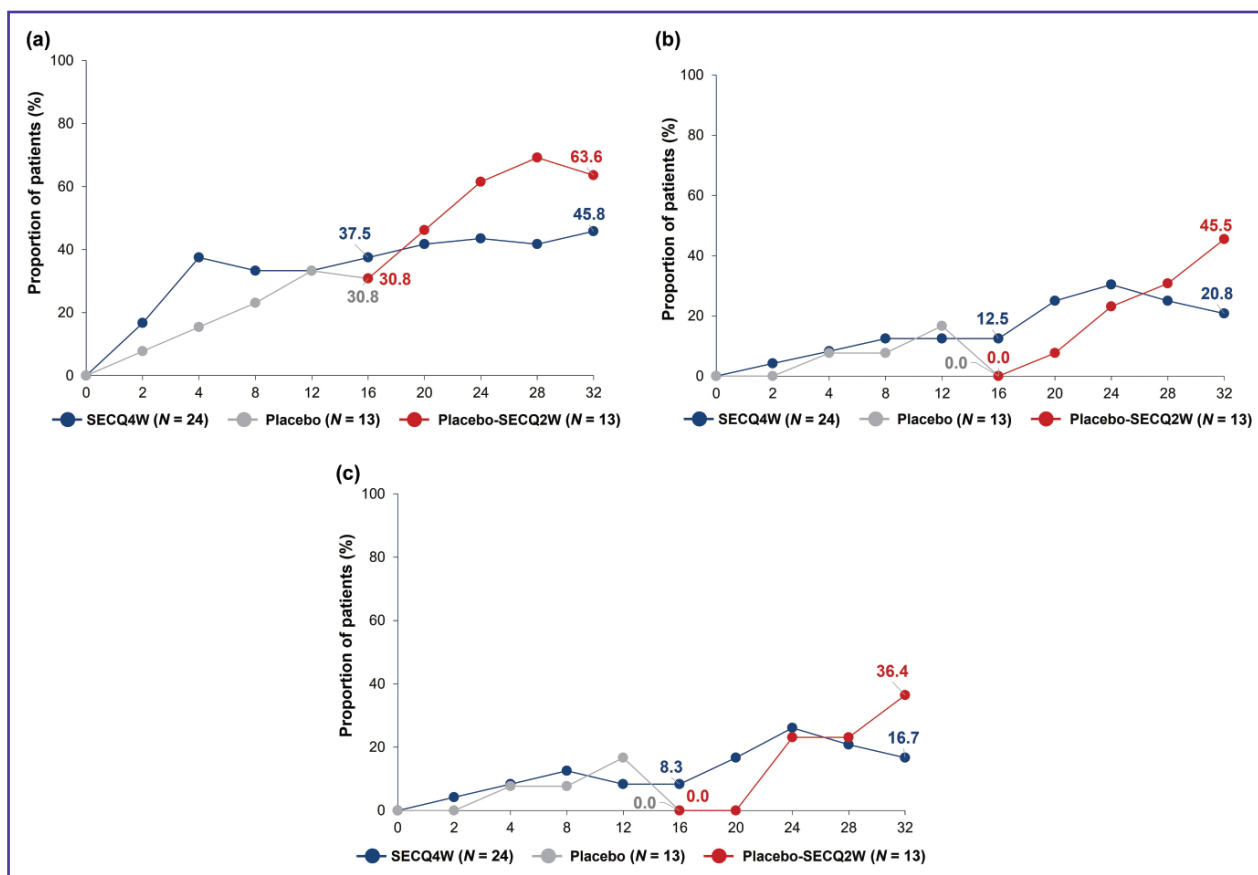 (a)
Proportion of patients (%)
100
80
60
40
20
0
63.6
45.8
37.5
30.8
30.8
0 2 4 8 12 16 20 24 28 32
SECQ4W (N = 24) Placebo (N = 13) Placebo-SECQ2W (N = 13)
(b)
Proportion of patients (%)
100
80
60
40
20
0
45.5
20.8
12.5
0.0
0.0
0 2 4 8 12 16 20 24 28 32
SECQ4W (N = 24) Placebo (N = 13) Placebo-SECQ2W (N = 13)
(c)
Proportion of patients (%)
100
80
60
40
20
0
36.4
16.7
8.3
0.0
0.0
0 2 4 8 12 16 20 24 28 32
SECQ4W (N = 24) Placebo (N = 13) Placebo-SECQ2W (N = 13)